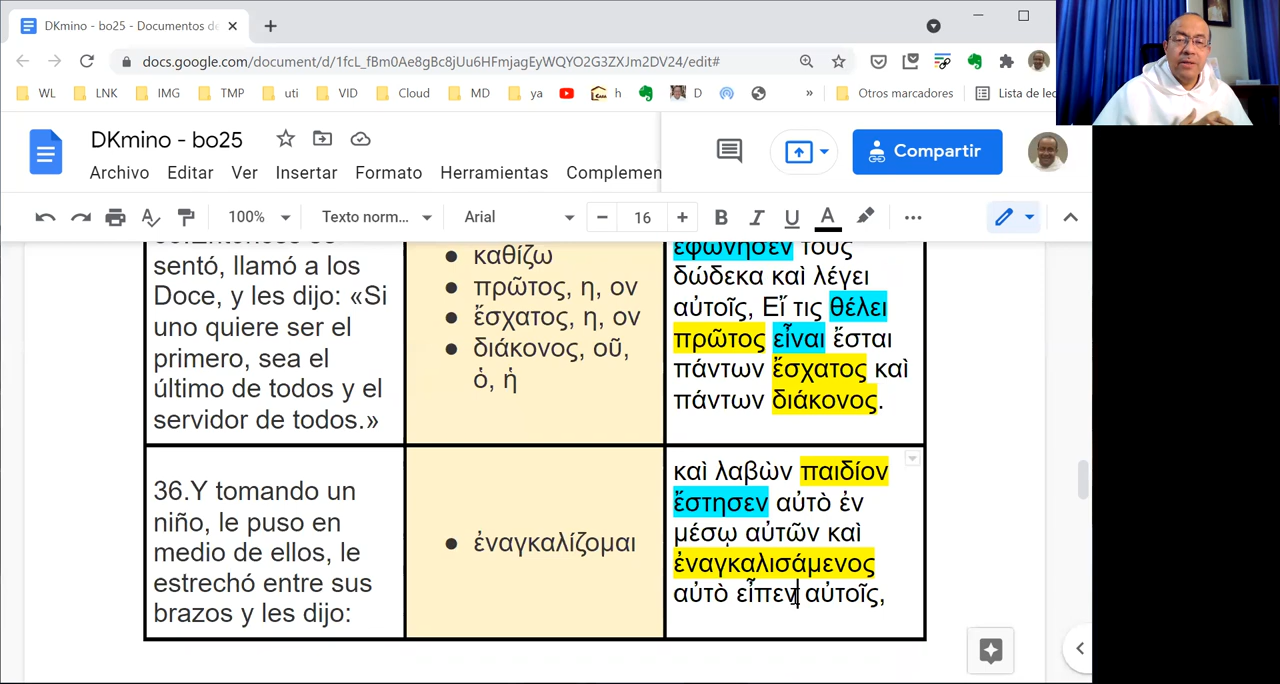 DKmino - bo25 - Documentos de
docs.google.com/document/d/1fcL_fBm0Ae8gBc8jUu6HFmjagEyWQYO2G3ZXJm2DV24/edit#
WL LNK IMG TMP uti VID Cloud MD ya h D » Otros marcadores Lista de lec
DKmino - bo25
Compartir
Archivo Editar Ver Insertar Formato Herramientas Complemen
100% Texto norm... Arial 16 B I U A
sentó, llamó a los
Doce, y les dijo: «Si
uno quiere ser el
primero, sea el
último de todos y el
servidor de todos.»
καθίζω
πρῶτος, η, ον
ἔσχατος, η, ον
διάκονος, οῦ,
ὁ, ἡ
ἐφώνησεν τοὺς
δώδεκα καὶ λέγει
αὐτοῖς, Εἴ τις θέλει
πρῶτος εἶναι ἔσται
πάντων ἔσχατος καὶ
πάντων διάκονος.
36.Y tomando un
niño, le puso en
medio de ellos, le
estrechó entre sus
brazos y les dijo:
ἐναγκαλίζομαι
καὶ λαβὼν παιδίον
ἔστησεν αὐτὸ ἐν
μέσῳ αὐτῶν καὶ
ἐναγκαλισάμενος
αὐτὸ εἶπεν αὐτοῖς,